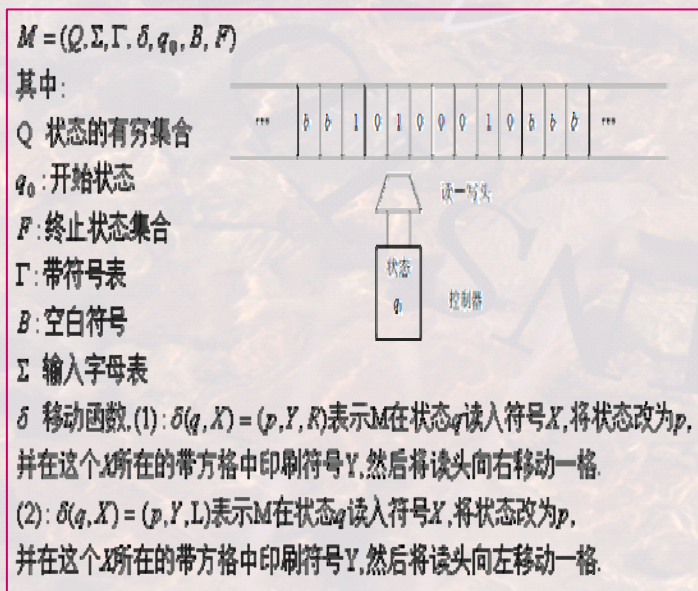 M = (Q, Σ, Γ, δ, q₀, B, F)
其中:
Q 状态的有穷集合
q₀:开始状态
F:终止状态集合
Γ:带符号表
B:空白符号
Σ 输入字母表
··· b b 1 0 1 0 0 0 1 0 b b b ···
读—写头
状态
q₀
控制器
δ 移动函数,(1):δ(q,X) = (p,Y,R)表示M在状态q读入符号X,将状态改为p,
并在这个X所在的带方格中印刷符号Y,然后将读头向右移动一格.
(2):δ(q,X) = (p,Y,L)表示M在状态q读入符号X,将状态改为p,
并在这个X所在的带方格中印刷符号Y,然后将读头向左移动一格.